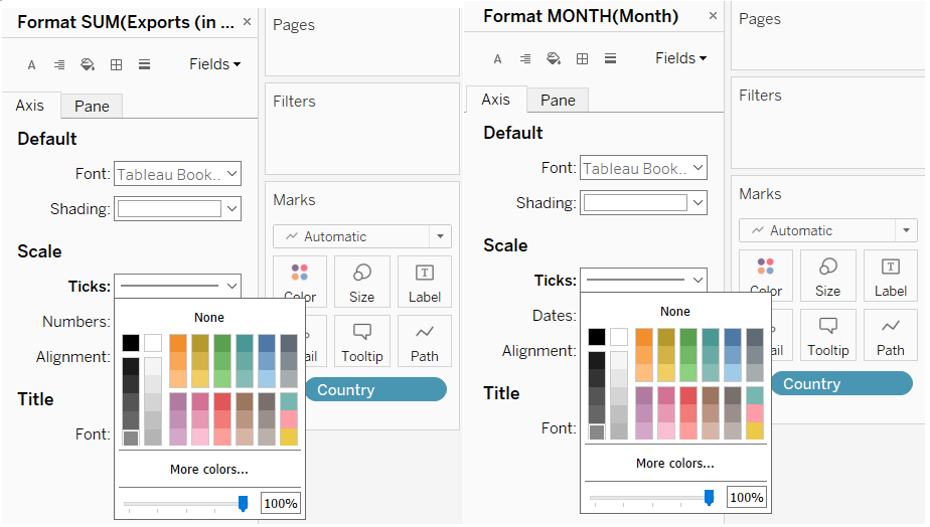 Format SUM(Exports (in ... ×
Pages
A Fields
Axis Pane
Filters
Default
Font: Tableau Book..
Shading:
Marks
Automatic
Scale
Ticks:
Color Size Label
None
Numbers:
ail Tooltip Path
Alignment:
Country
Title
Font:
More colors...
100%
Format MONTH(Month) ×
Pages
A Fields
Axis Pane
Filters
Default
Font: Tableau Book..
Shading:
Marks
Automatic
Scale
Ticks:
Color Size Label
None
Dates:
ail Tooltip Path
Alignment:
Country
Title
Font:
More colors...
100%